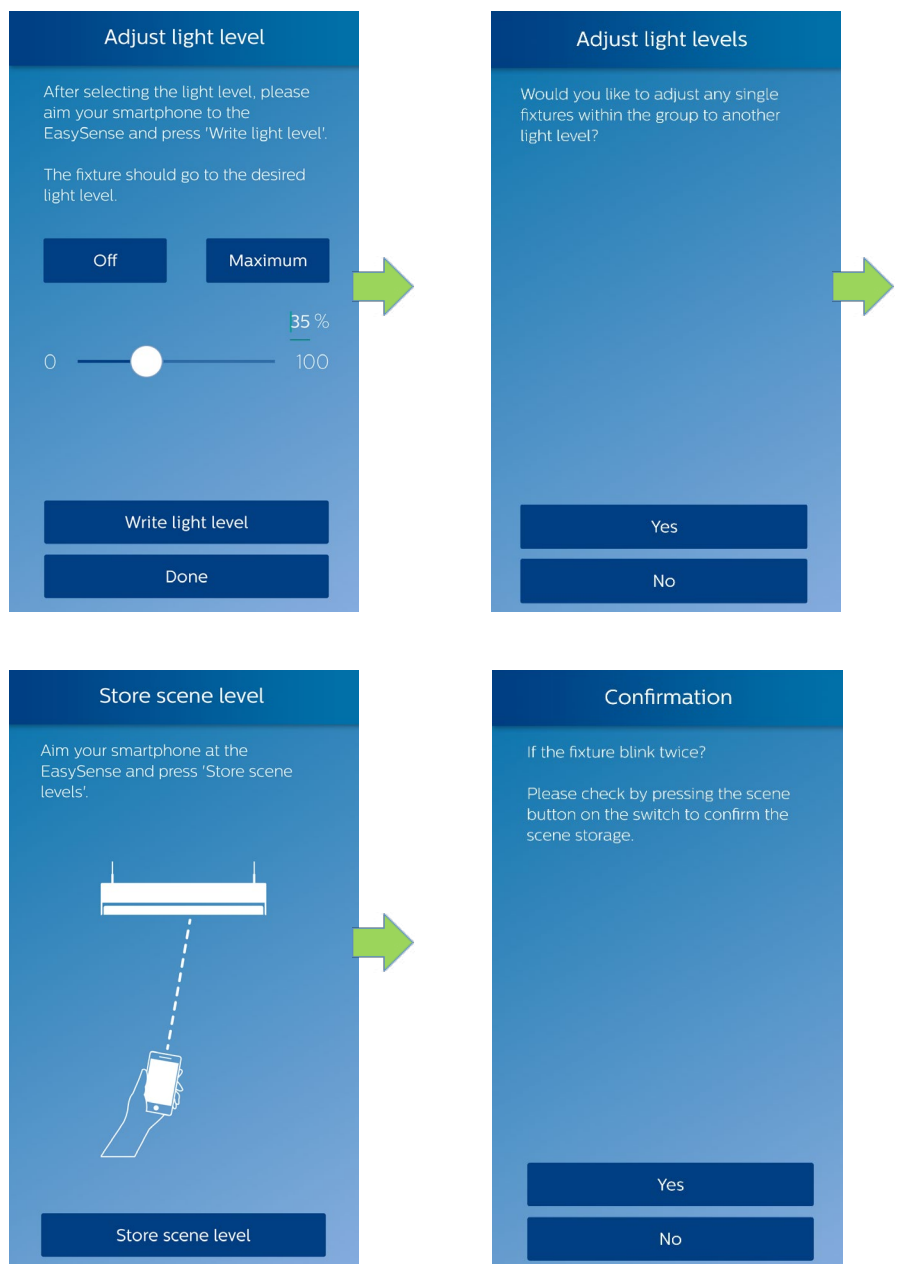 Adjust light level
After selecting the light level, please
aim your smartphone to the
EasySense and press 'Write light level'.
The fixture should go to the desired
light level.
Off
Maximum
35 %
0
100
Write light level
Done
Adjust light levels
Would you like to adjust any single
fixtures within the group to another
light level?
Yes
No
Store scene level
Aim your smartphone at the
EasySense and press 'Store scene
levels'.
Store scene level
Confirmation
If the fixture blink twice?
Please check by pressing the scene
button on the switch to confirm the
scene storage.
Yes
No